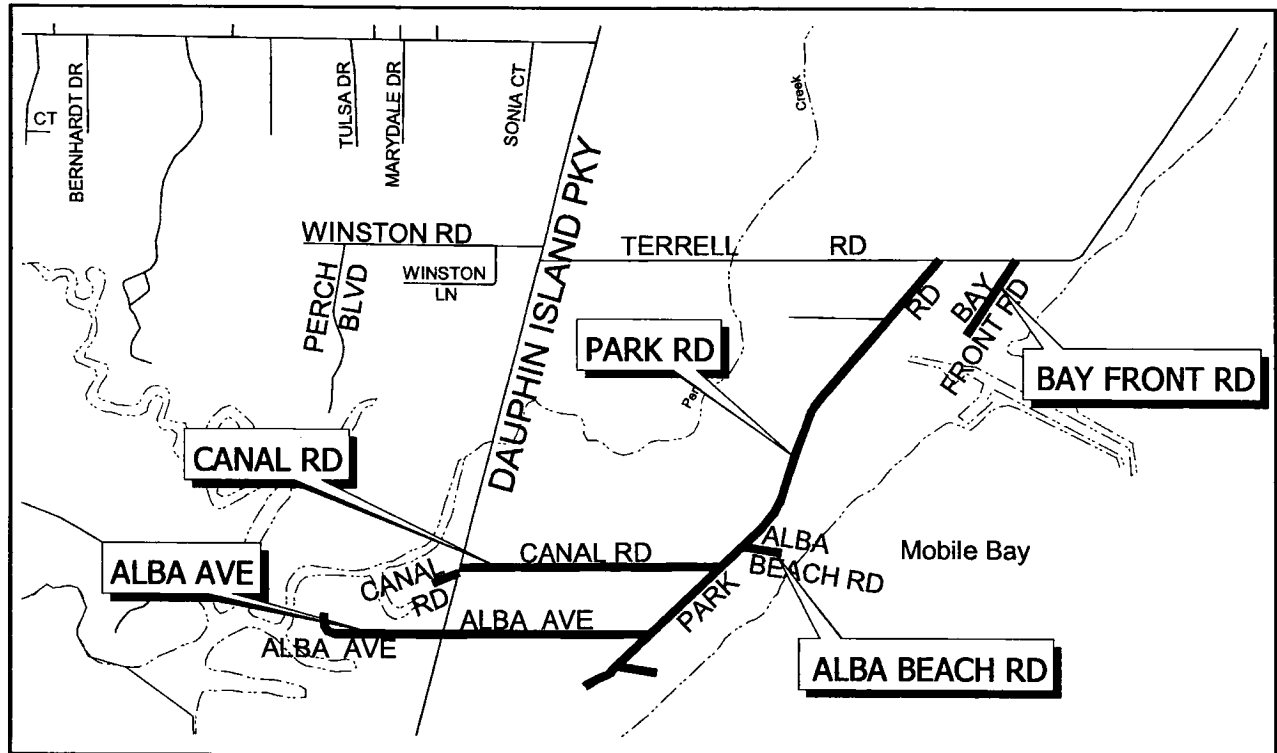 CT
BERNHARDT DR
TULSA DR
MARYDALE DR
SONIA CT
Creek
DAUPHIN ISLAND PKY
WINSTON RD
WINSTON
LN
PERCH
BLVD
TERRELL RD
RD
BAY
FRONT RD
PARK RD
BAY FRONT RD
CANAL RD
CANAL RD
CANAL
RD
ALBA
BEACH RD
Mobile Bay
ALBA AVE
ALBA AVE
ALBA AVE
PARK
ALBA BEACH RD